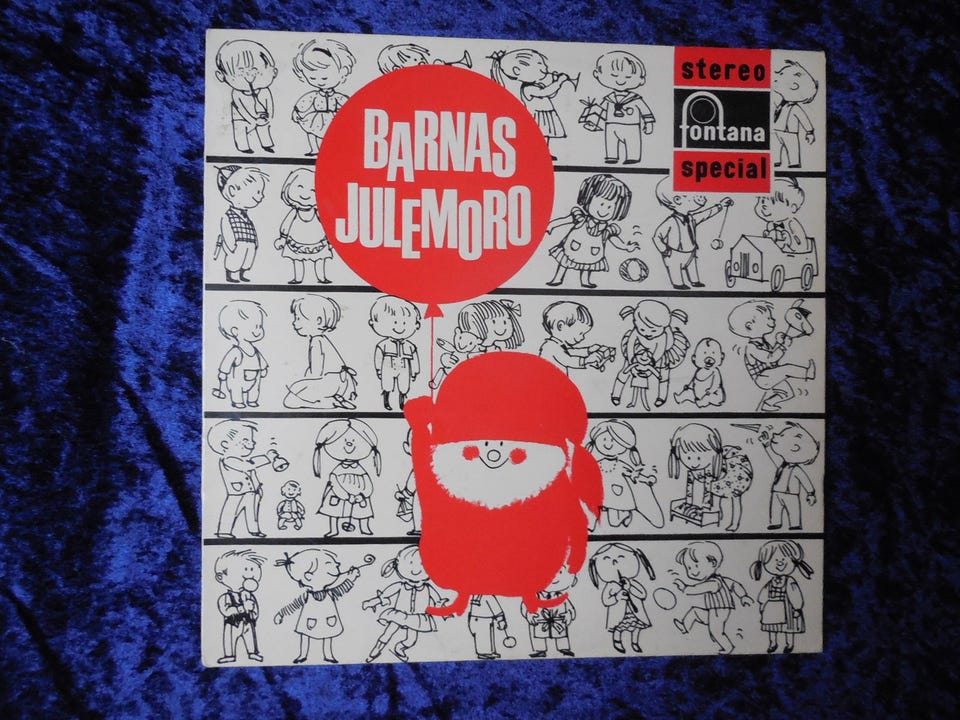 BARNAS
JULEMORO
stereo
fontana
special